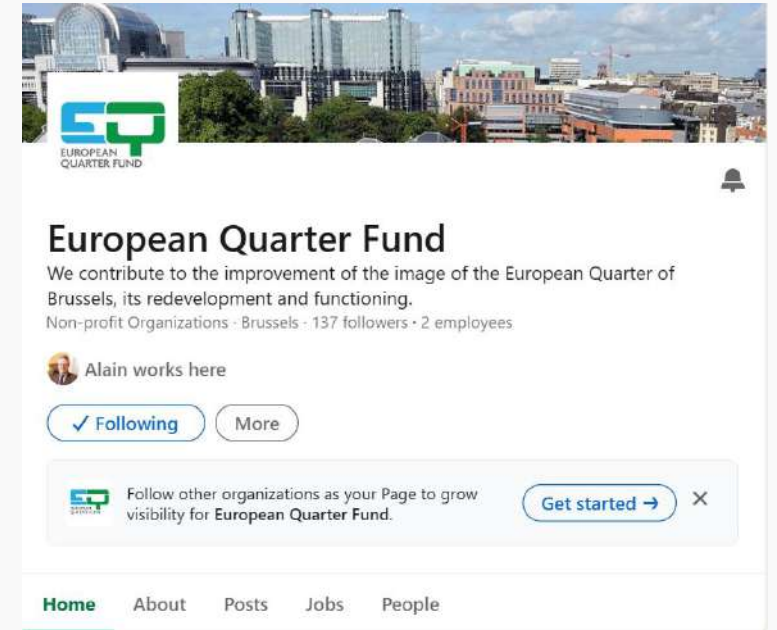 EUROPEAN
QUARTER FUND
European Quarter Fund
We contribute to the improvement of the image of the European Quarter of
Brussels, its redevelopment and functioning.
Non-profit Organizations · Brussels · 137 followers • 2 employees
Alain works here
✓ Following
More
Follow other organizations as your Page to grow
visibility for European Quarter Fund.
Get started →
Home About Posts Jobs People